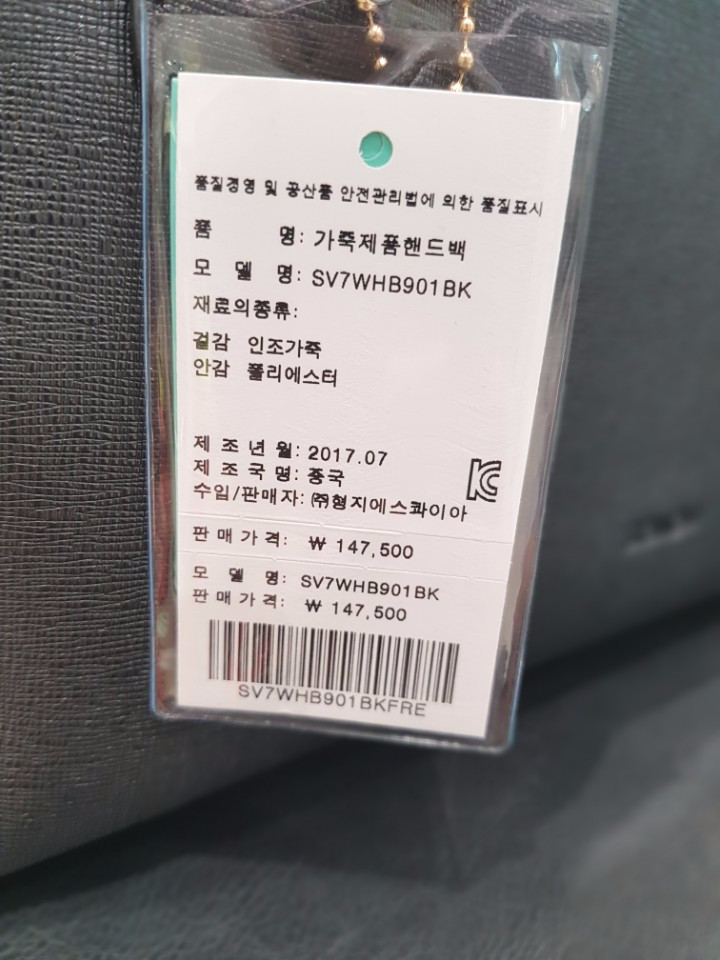 품질경영 및 공산품 안전관리법에 의한 품질표시
품 명: 가죽제품핸드백
모 델 명: SV7WHB901BK
재료의종류:
겉감 인조가죽
안감 폴리에스터
제 조 년 월: 2017.07
제 조 국 명: 중국
수입/판매자: ㈜형지에스콰이아
판 매 가 격: ₩ 147,500
모 델 명: SV7WHB901BK
판 매 가 격: ₩ 147,500
SV7WHB901BKFRE